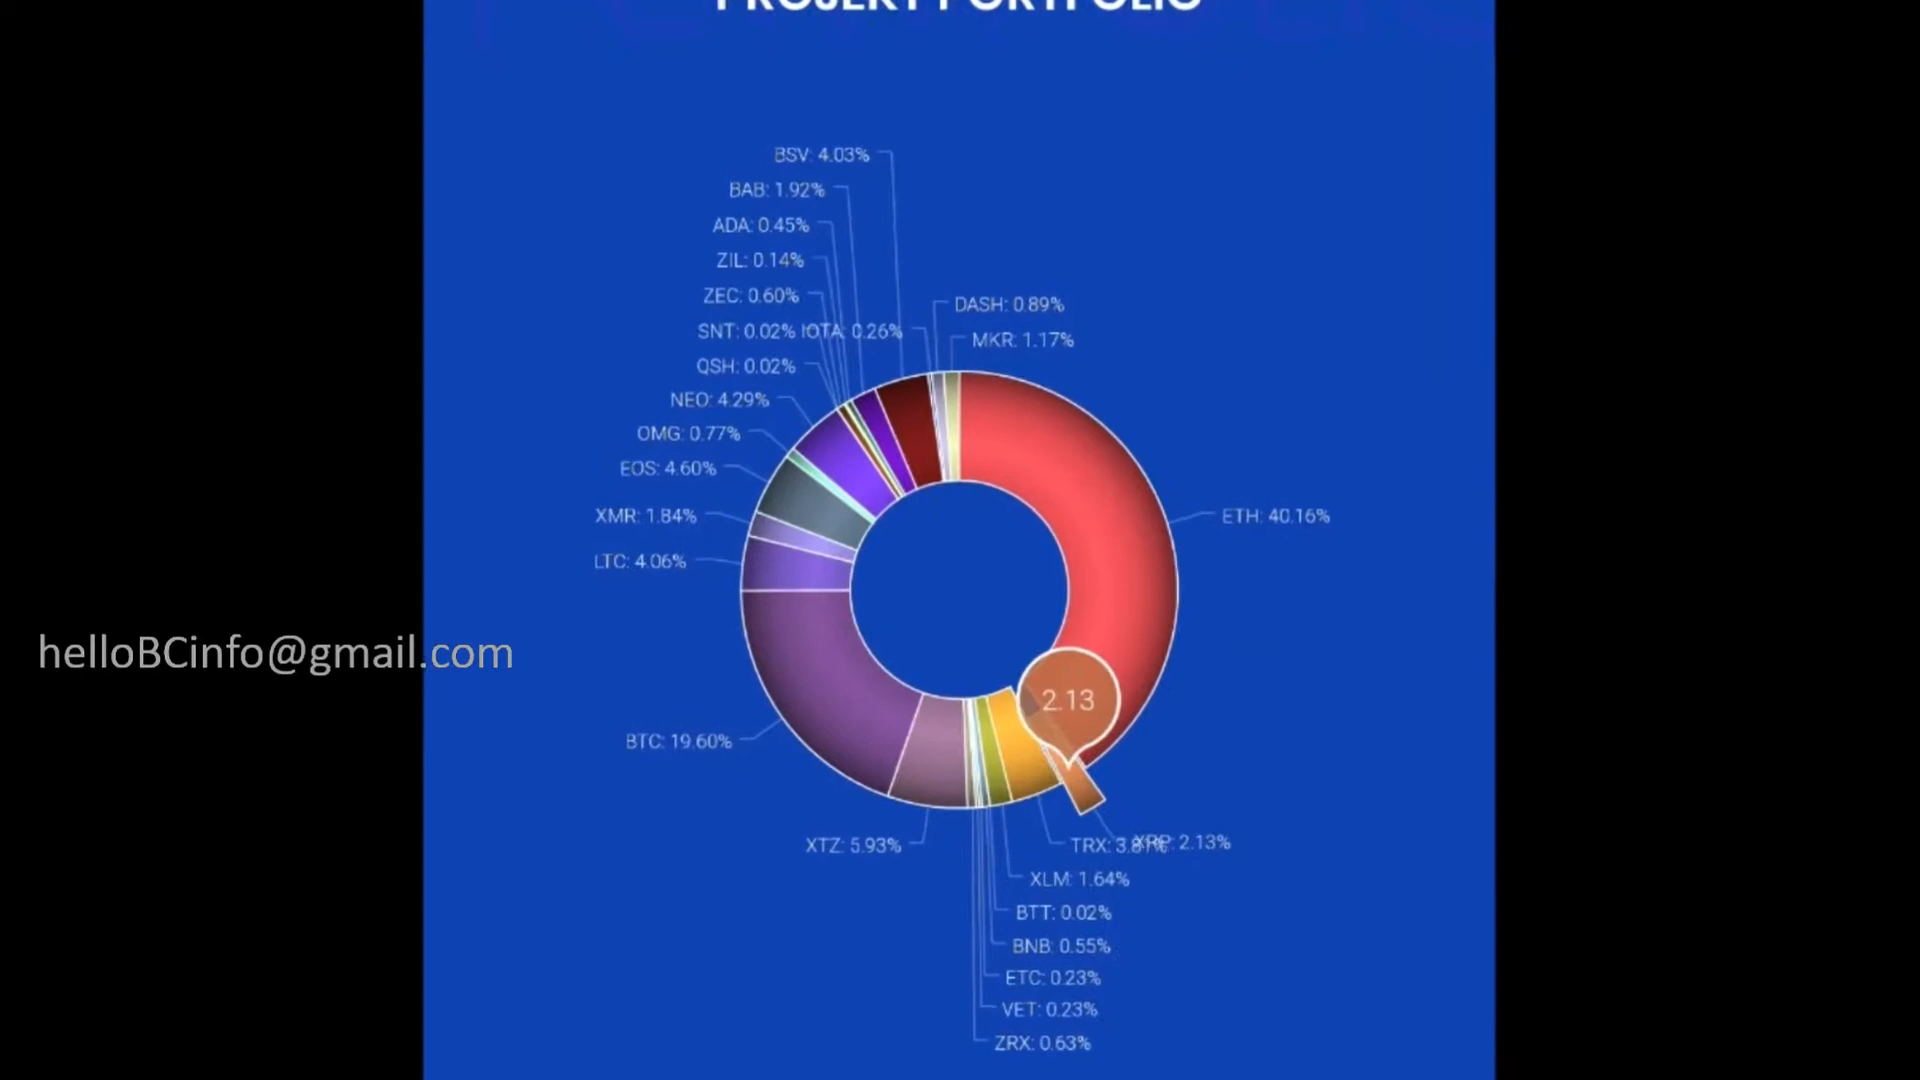 PROJEKT PORTFOLIO
BSV: 4.03%
BAB: 1.92%
ADA: 0.45%
ZIL: 0.14%
ZEC: 0.60%
DASH: 0.89%
SNT: 0.02% IOTA: 0.26%
MKR: 1.17%
QSH: 0.02%
NEO: 4.29%
OMG: 0.77%
EOS: 4.60%
XMR: 1.84%
ETH: 40.16%
LTC: 4.06%
helloBCinfo@gmail.com
2.13
BTC: 19.60%
XTZ: 5.93%
TRX: XRP: 2.13%
XLM: 1.64%
BTT: 0.02%
BNB: 0.55%
ETC: 0.23%
VET: 0.23%
ZRX: 0.63%